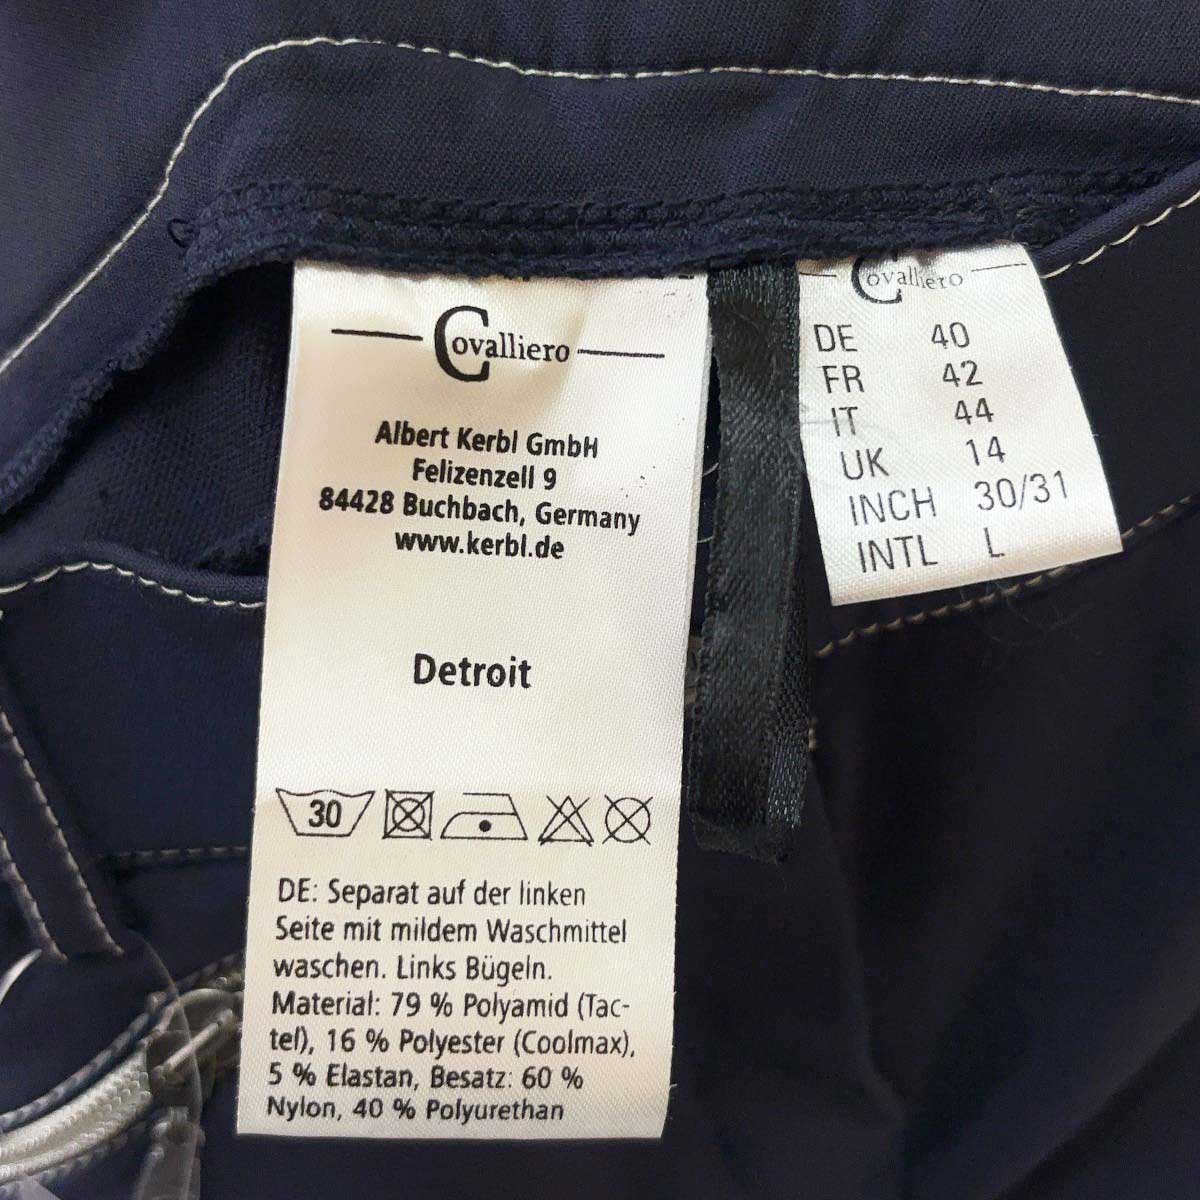 Covalliero
Albert Kerbl GmbH
Felizenzell 9
84428 Buchbach, Germany
www.kerbl.de
Detroit
30
DE: Separat auf der linken
Seite mit mildem Waschmittel
waschen. Links Bügeln.
Material: 79 % Polyamid (Tac-
tel), 16 % Polyester (Coolmax),
5 % Elastan, Besatz: 60 %
Nylon, 40 % Polyurethan
Covalliero
DE 40
FR 42
IT 44
UK 14
INCH 30/31
INTL L